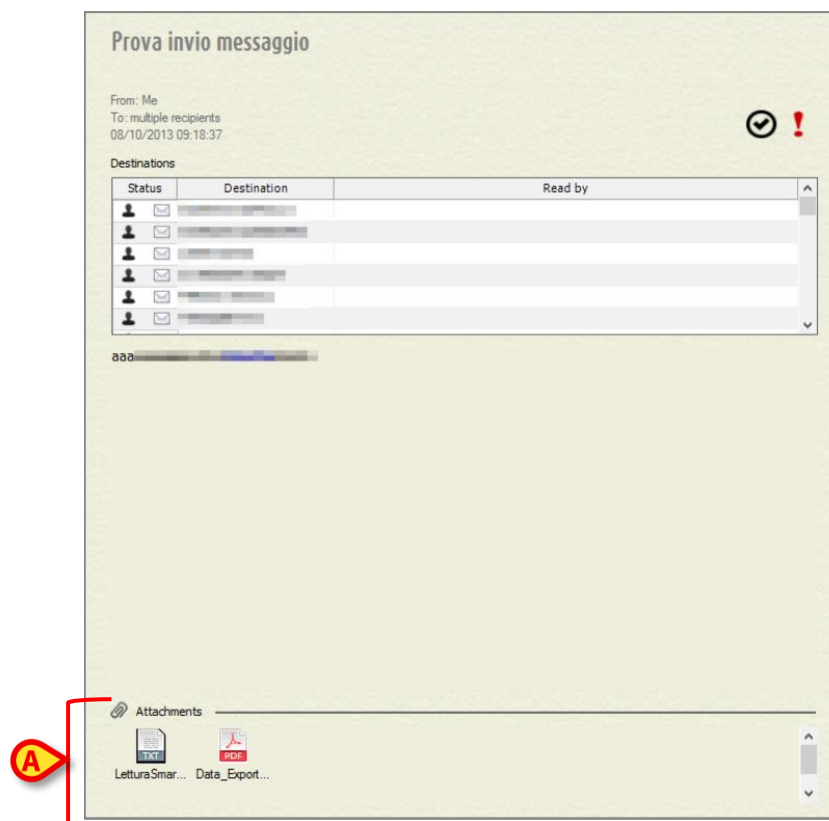 Prova invio messaggio
From: Me
To: multiple recipients
08/10/2013 09:18:37
Destinations
Status Destination Read by
aaa
Attachments
A
TXT PDF
LetturaSmar... Data_Export...